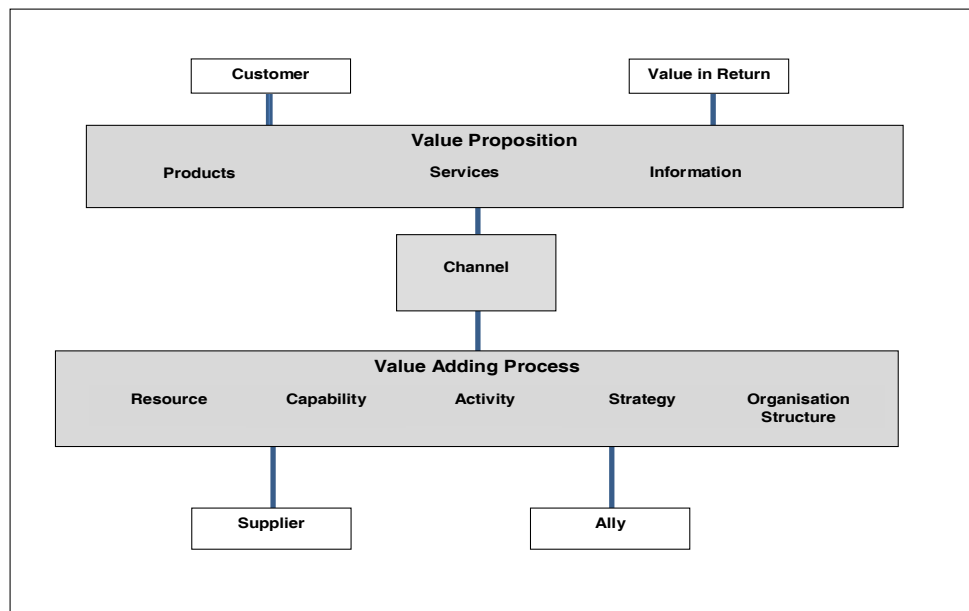 Customer
Value in Return
Value Proposition
Products
Services
Information
Channel
Value Adding Process
Resource
Capability
Activity
Strategy
Organisation
Structure
Supplier
Ally